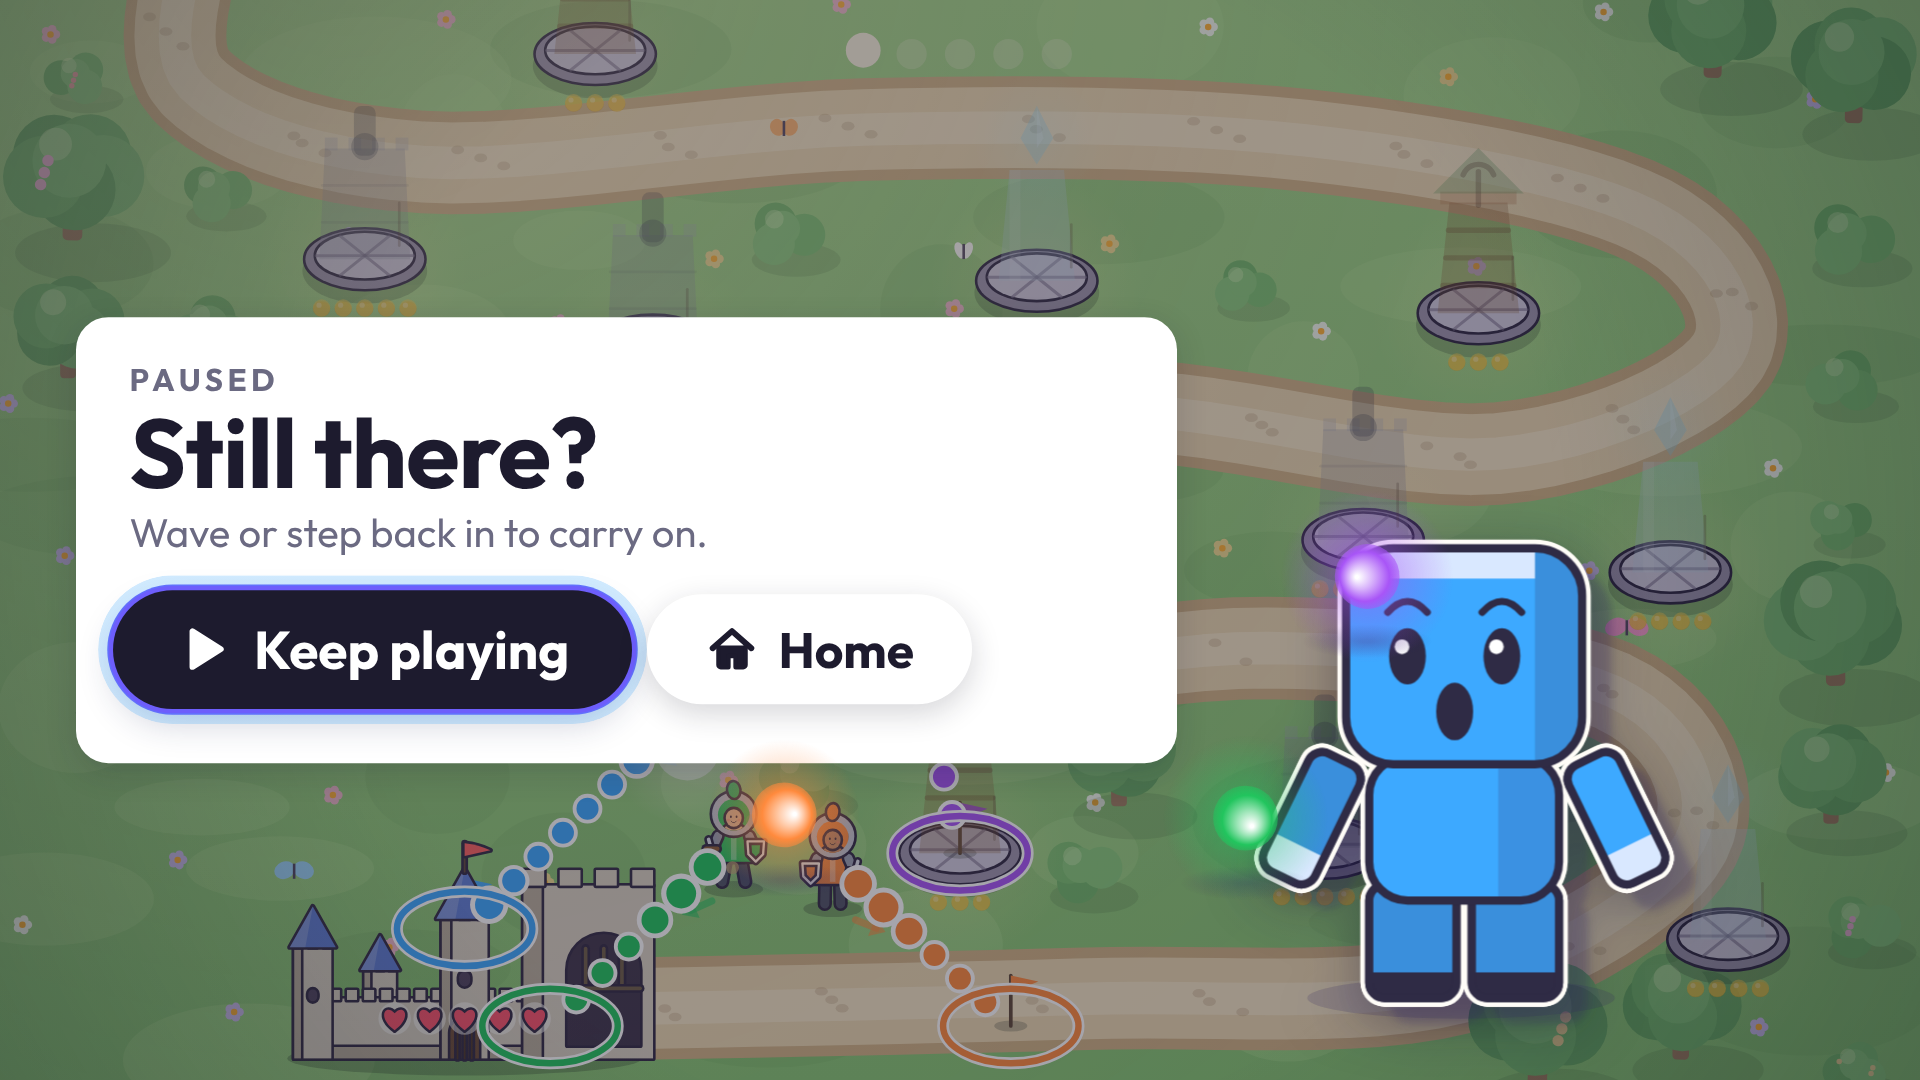 PAUSED
Still there?
Wave or step back in to carry on.
Keep playing
Home